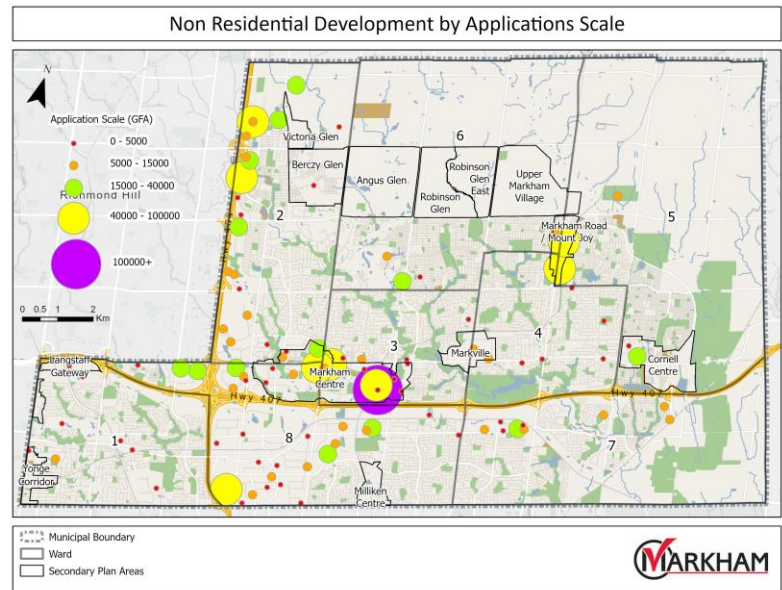 Non Residential Development by Applications Scale
N
Application Scale (GFA)
0 - 5000
5000 - 15000
15000 - 40000
40000 - 100000
100000+
Richmond Hill
0 0.5 1 2
Km
Hwy 404
Victoria Glen
Berczy Glen
Angus Glen
6
Robinson
Glen
Robinson
Glen
East
Upper
Markham
Village
2
5
Markham Road
/ Mount Joy
3
4
Markville
Cornell
Centre
Markham
Centre
Langstaff
Gateway
Hwy 407
Hwy 407
1
8
7
Yonge
Corridor
Milliken
Centre
Municipal Boundary
Ward
Secondary Plan Areas
MARKHAM